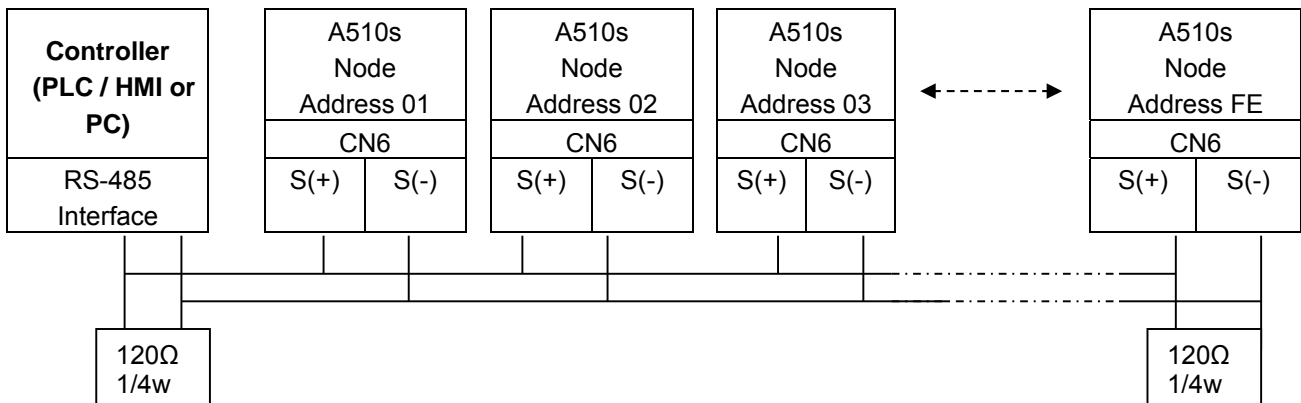 Controller
(PLC / HMI or
PC)
RS-485
Interface
A510s
Node
Address 01
CN6
S(+) S(-)
A510s
Node
Address 02
CN6
S(+) S(-)
A510s
Node
Address 03
CN6
S(+) S(-)
A510s
Node
Address FE
CN6
S(+) S(-)
120Ω
1/4w
120Ω
1/4w